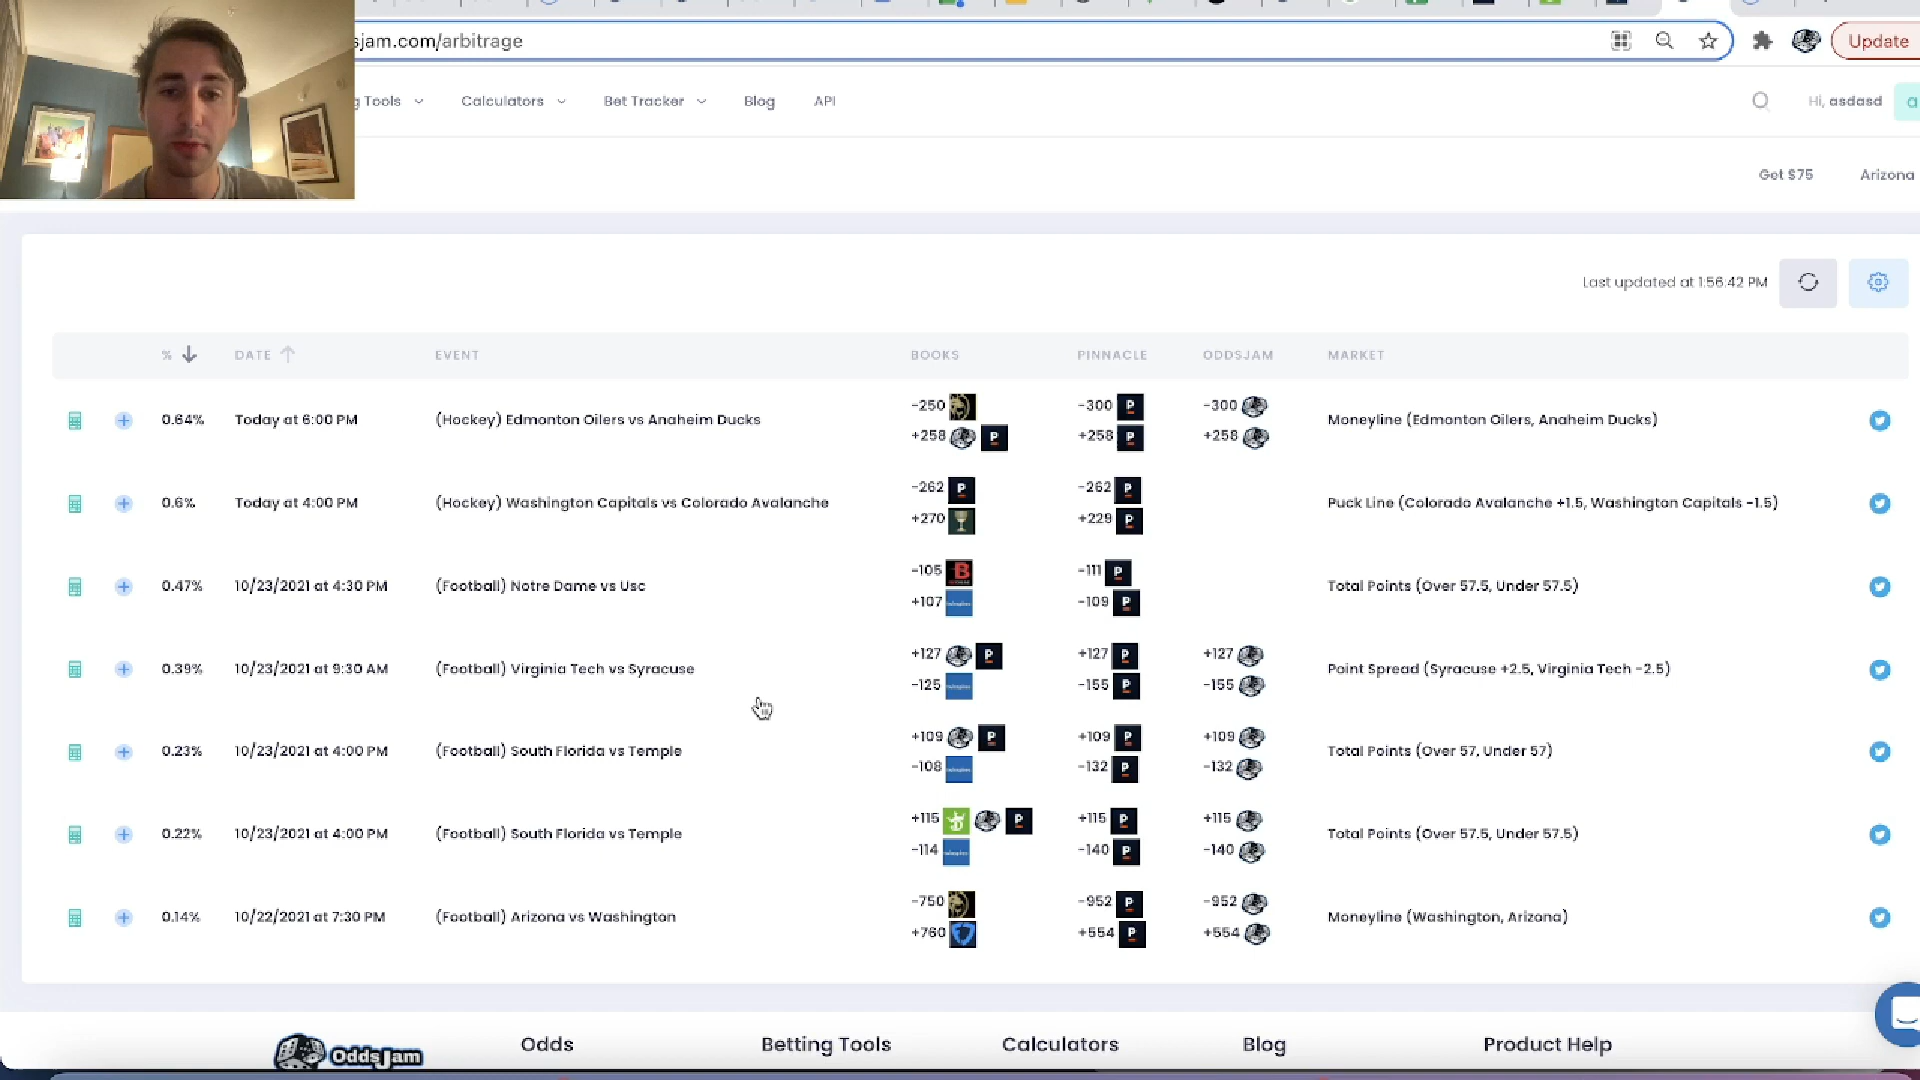 sjam.com/arbitrage
Update
g Tools Calculators Bet Tracker Blog API
Hi, asdasd a
Get $75 Arizona
Last updated at 1:56:42 PM
% DATE EVENT BOOKS PINNACLE ODDSJAM MARKET
-250 -300 P -300
0.64% Today at 6:00 PM (Hockey) Edmonton Oilers vs Anaheim Ducks Moneyline (Edmonton Oilers, Anaheim Ducks)
+258 P +258 P +258
-262 P -262 P
0.6% Today at 4:00 PM (Hockey) Washington Capitals vs Colorado Avalanche Puck Line (Colorado Avalanche +1.5, Washington Capitals -1.5)
+270 +229 P
-105 B -111 P
0.47% 10/23/2021 at 4:30 PM (Football) Notre Dame vs Usc Total Points (Over 57.5, Under 57.5)
+107 -109 P
+127 P +127 P +127
0.39% 10/23/2021 at 9:30 AM (Football) Virginia Tech vs Syracuse Point Spread (Syracuse +2.5, Virginia Tech -2.5)
-125 -155 P -155
+109 P +109 P +109
0.23% 10/23/2021 at 4:00 PM (Football) South Florida vs Temple Total Points (Over 57, Under 57)
-108 -132 P -132
+115 P +115 P +115
0.22% 10/23/2021 at 4:00 PM (Football) South Florida vs Temple Total Points (Over 57.5, Under 57.5)
-114 -140 P -140
-750 -952 P -952
0.14% 10/22/2021 at 7:30 PM (Football) Arizona vs Washington Moneyline (Washington, Arizona)
+760 +554 P +554
OddsJam Odds Betting Tools Calculators Blog Product Help